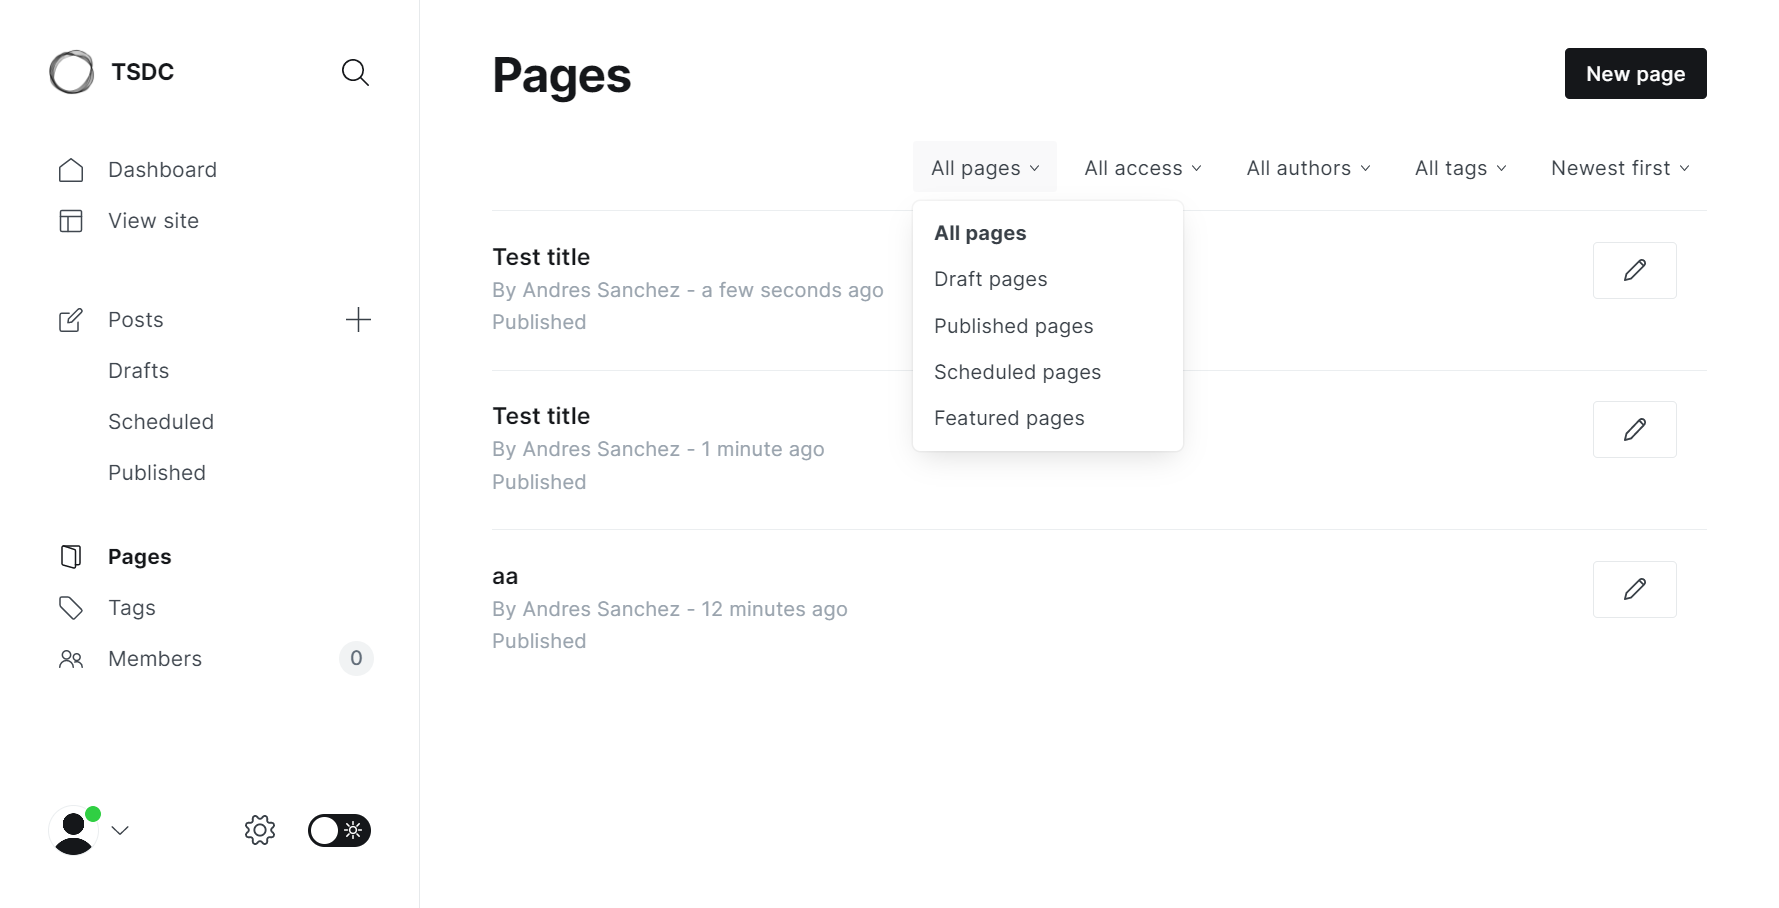 TSDC
Dashboard
View site
Posts
Drafts
Scheduled
Published
Pages
Tags
Members 0
Pages
New page
All pages All access All authors All tags Newest first
All pages
Draft pages
Published pages
Scheduled pages
Featured pages
Test title
By Andres Sanchez - a few seconds ago
Published
Test title
By Andres Sanchez - 1 minute ago
Published
aa
By Andres Sanchez - 12 minutes ago
Published